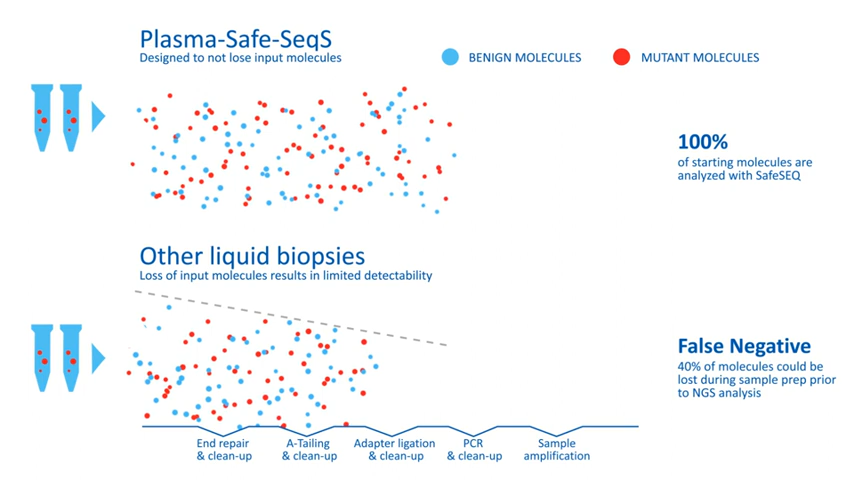 Plasma-Safe-SeqS
Designed to not lose input molecules
BENIGN MOLECULES
MUTANT MOLECULES
100%
of starting molecules are
analyzed with SafeSEQ
Other liquid biopsies
Loss of input molecules results in limited detectability
False Negative
40% of molecules could be
lost during sample prep prior
to NGS analysis
End repair
& clean-up
A-Tailing
& clean-up
Adapter ligation
& clean-up
PCR
& clean-up
Sample
amplification